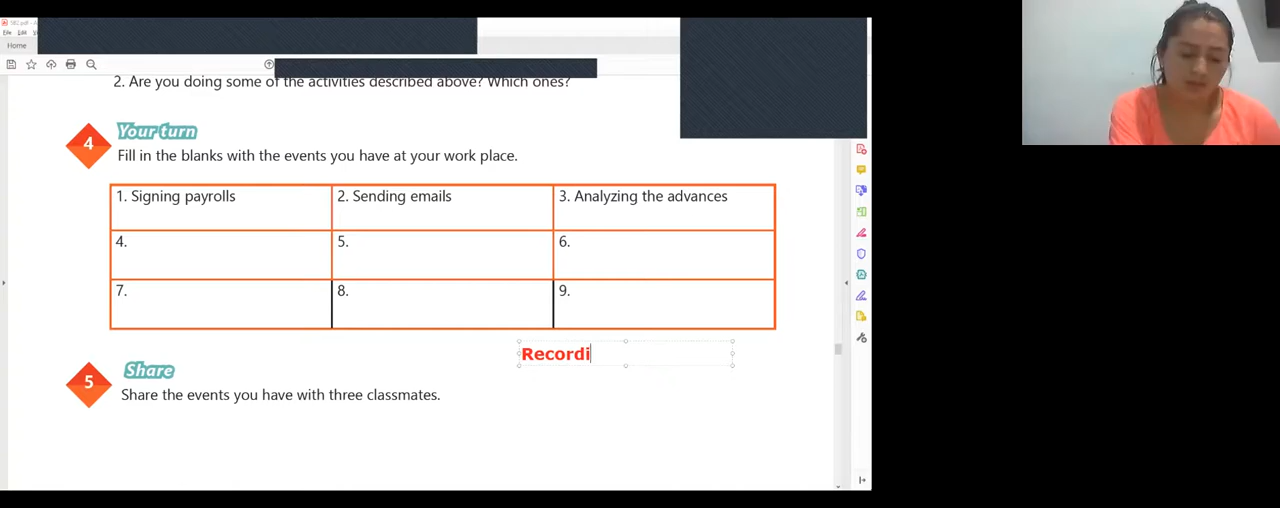 Home
2. Are you doing some of the activities described above? Which ones?
4
Your turn
Fill in the blanks with the events you have at your work place.
1. Signing payrolls
2. Sending emails
3. Analyzing the advances
4.
5.
6.
7.
8.
9.
Recordi
5
Share
Share the events you have with three classmates.